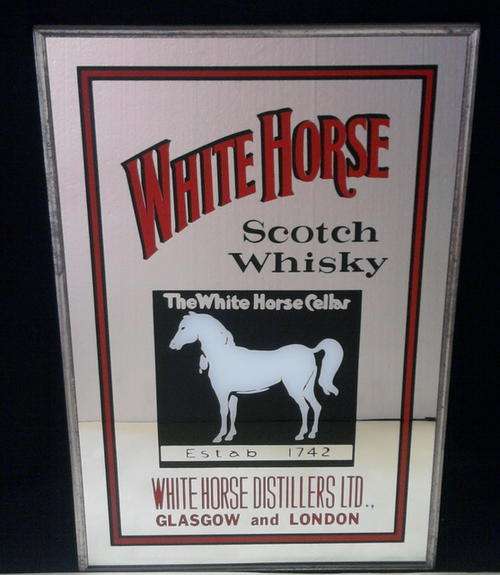 WHITE HORSE
Scotch
Whisky
The White Horse Cellar
Estab 1742
WHITE HORSE DISTILLERS LTD.,
GLASGOW and LONDON